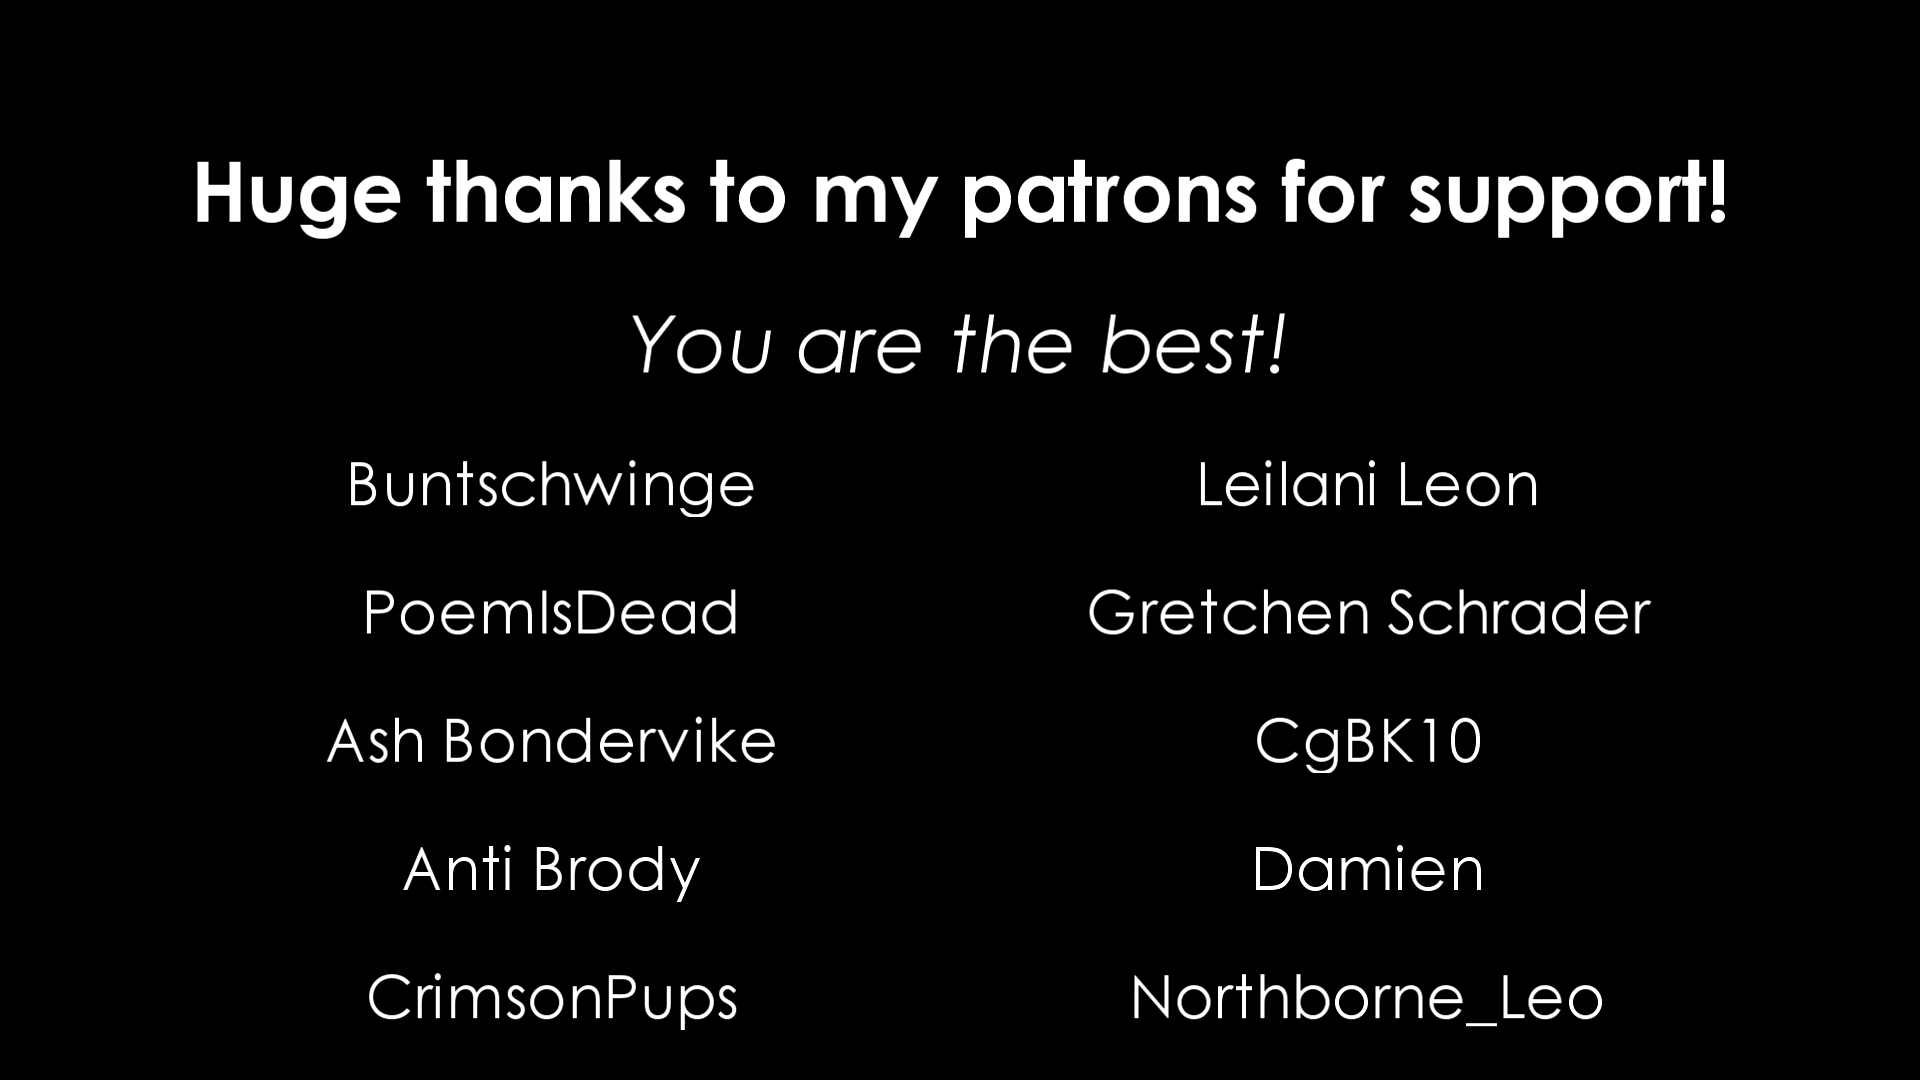 Huge thanks to my patrons for support!
You are the best!
Buntschwinge
Leilani Leon
PoemIsDead
Gretchen Schrader
Ash Bondervike
CgBK10
Anti Brody
Damien
CrimsonPups
Northborne_Leo